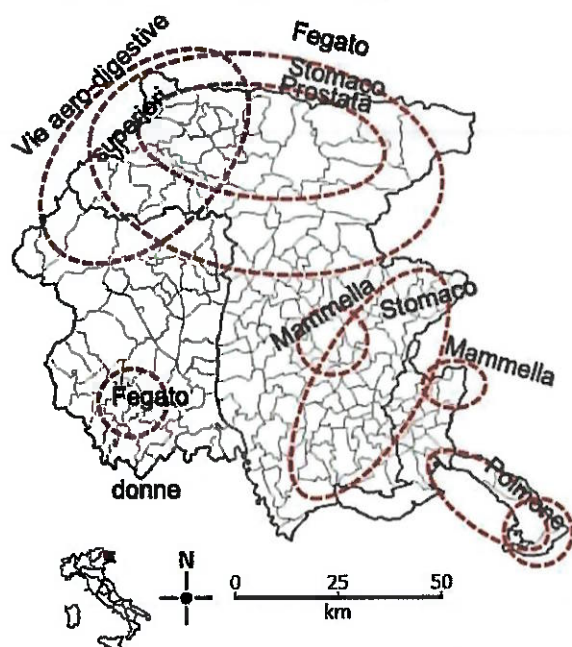 Fegato
Vie aero-digestive
superiori
Stomaco
Prostata
Mammella
Stomaco
Mammella
Fegato
Polmone
donne
N
0 25 50
km